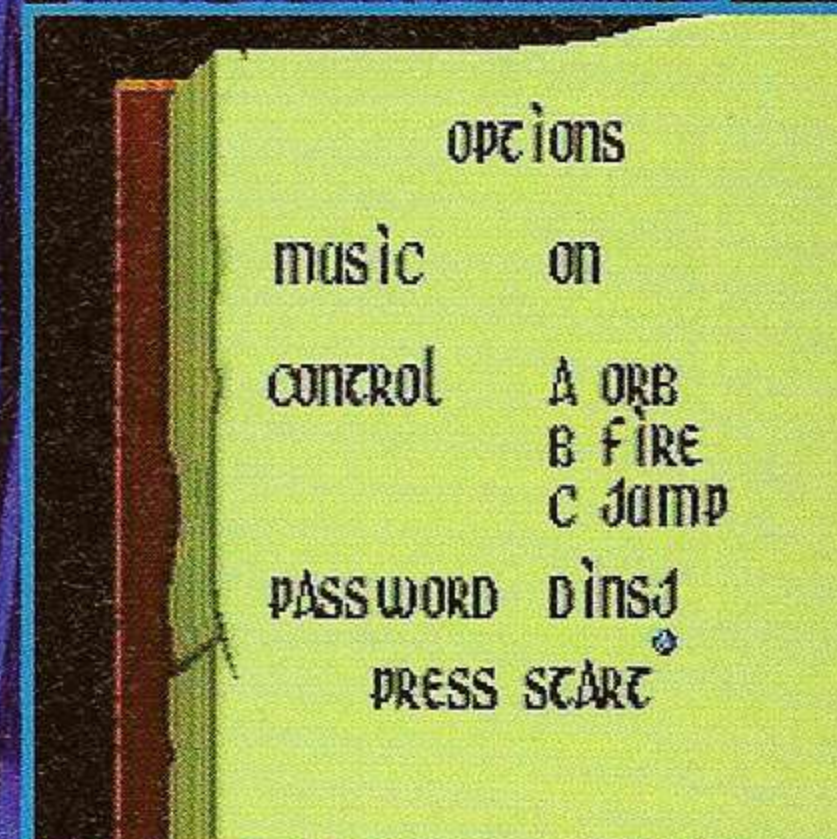 options
music on
control A ORB
B FIRE
C Jump
PASSWORD DinsJ
PRESS START